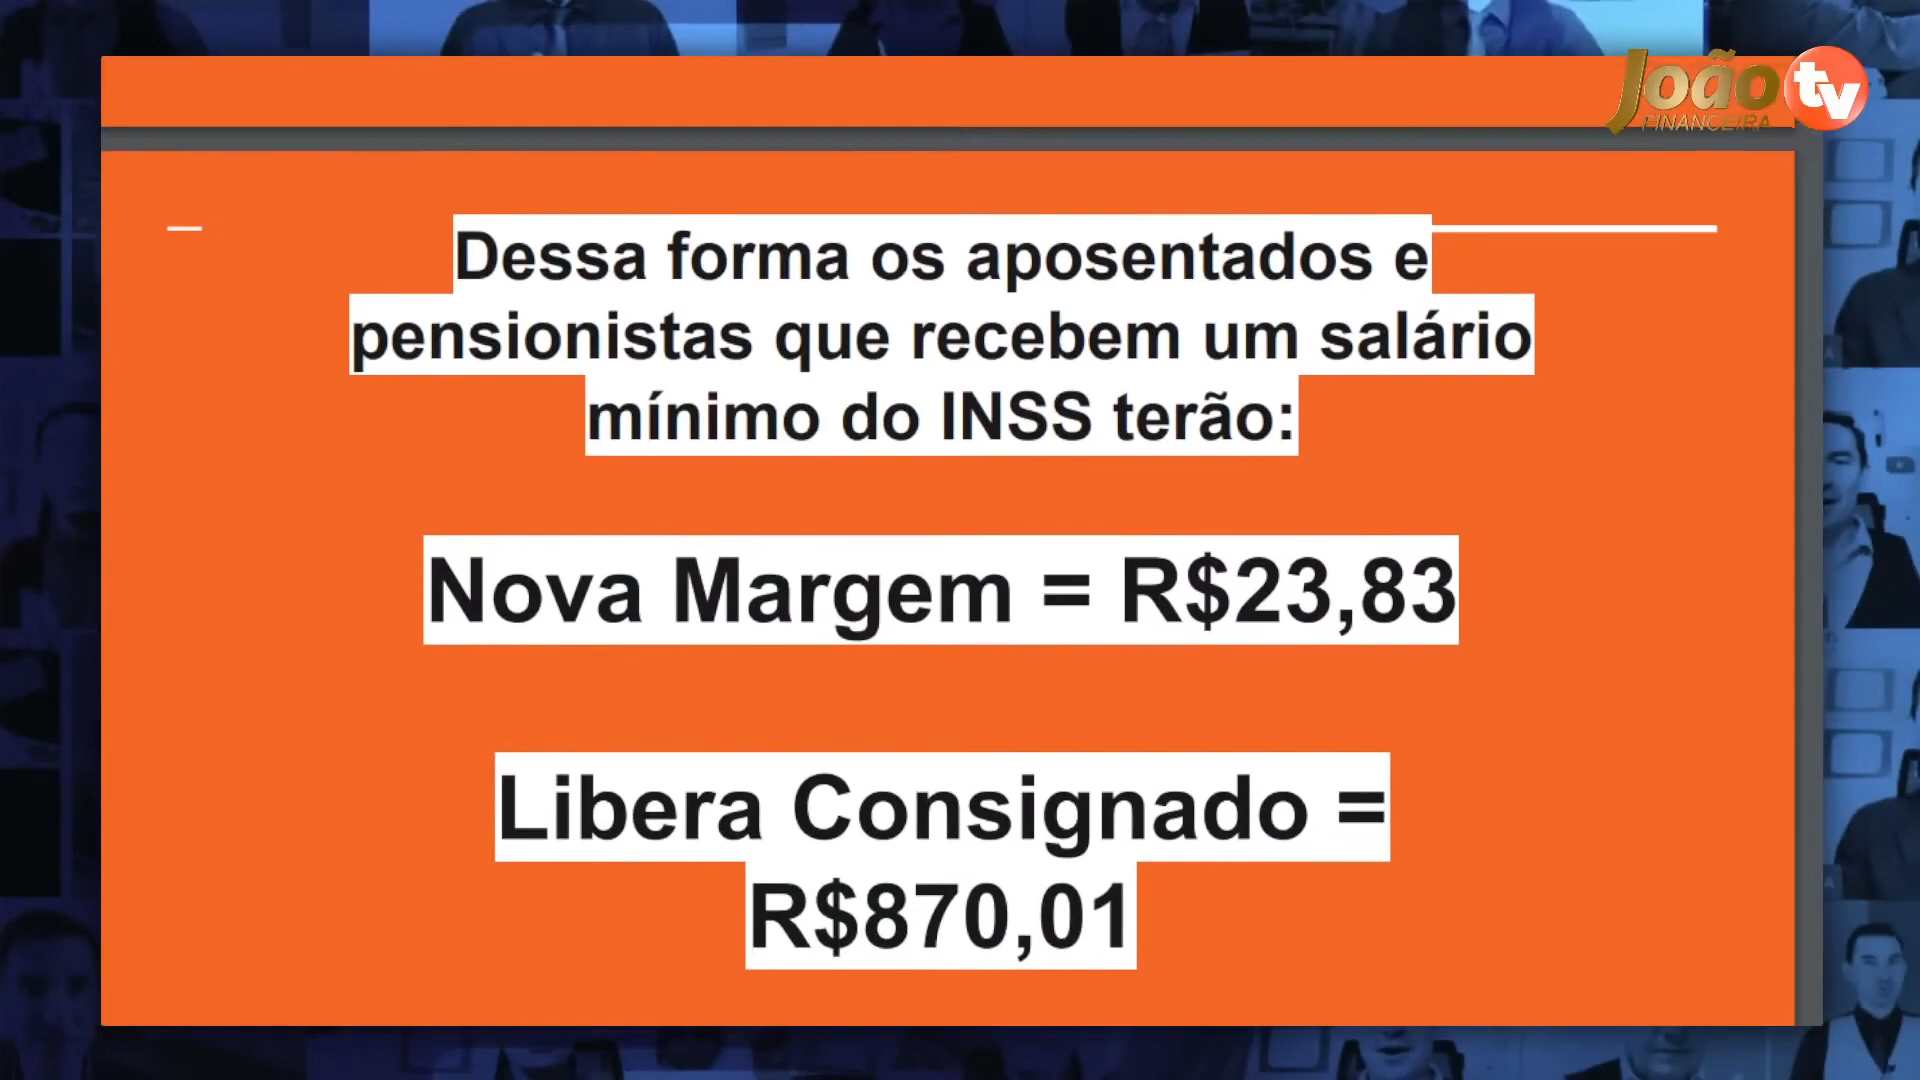 João tv
FINANCEIRA
Dessa forma os aposentados e
pensionistas que recebem um salário
mínimo do INSS terão:
Nova Margem = R$23,83
Libera Consignado =
R$870,01